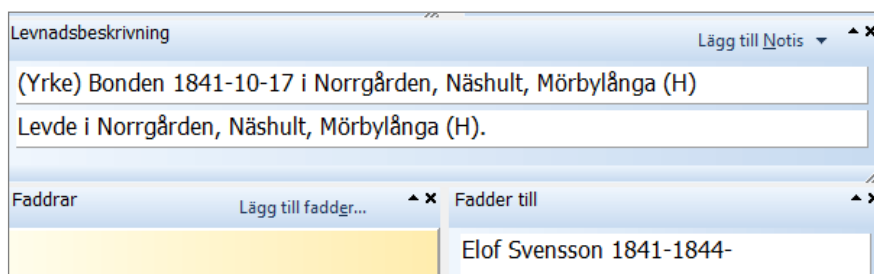 Levnadsbeskrivning
Lägg till Notis
(Yrke) Bonden 1841-10-17 i Norrgården, Näshult, Mörbylånga (H)
Levde i Norrgården, Näshult, Mörbylånga (H).
Faddrar
Lägg till fadder...
Fadder till
Elof Svensson 1841-1844-